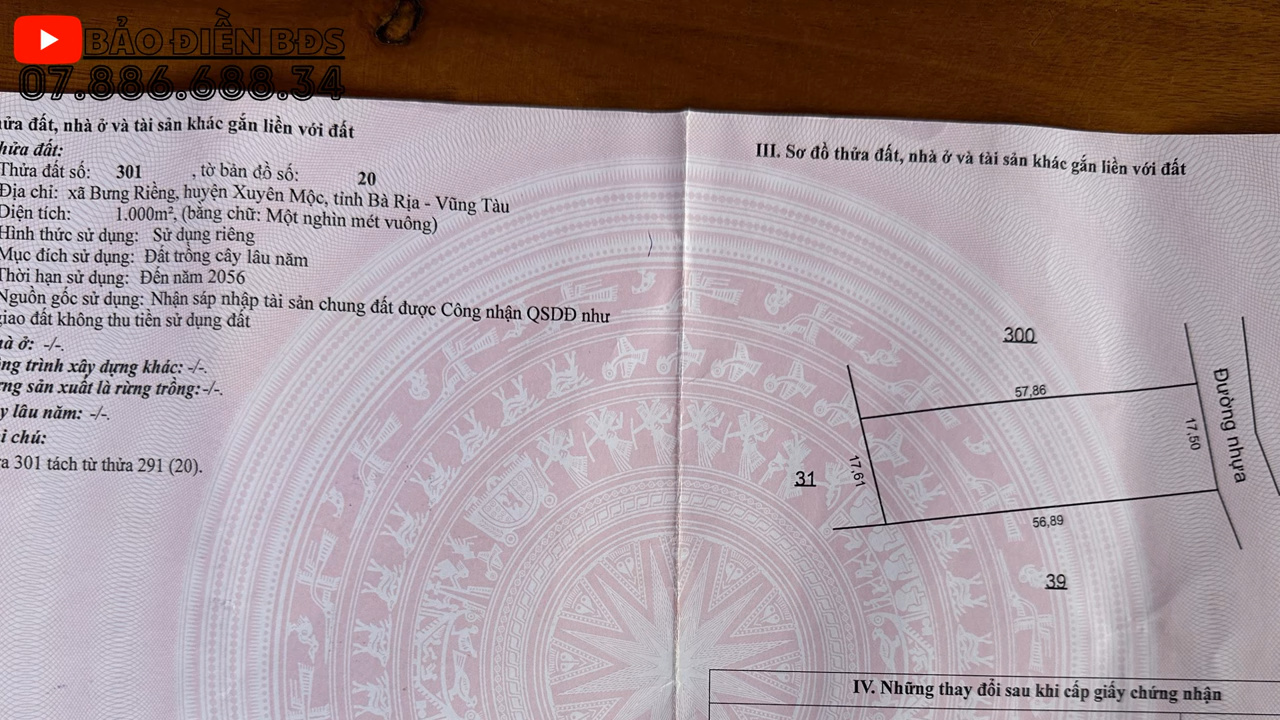 BẢO ĐIỀN BĐS
07.886.688.34
ửa đất, nhà ở và tài sản khác gắn liền với đất
hửa đất:
Thửa đất số: 301 , tờ bản đồ số: 20
Địa chỉ: xã Bưng Riềng, huyện Xuyên Mộc, tỉnh Bà Rịa - Vũng Tàu
Diện tích: 1.000m², (bằng chữ: Một nghìn mét vuông)
Hình thức sử dụng: Sử dụng riêng
Mục đích sử dụng: Đất trồng cây lâu năm
Thời hạn sử dụng: Đến năm 2056
Nguồn gốc sử dụng: Nhận sáp nhập tài sản chung đất được Công nhận QSDĐ như
giao đất không thu tiền sử dụng đất
à ở: -/-.
ng trình xây dựng khác: -/-.
ng sản xuất là rừng trồng: -/-.
y lâu năm: -/-.
i chú:
a 301 tách từ thửa 291 (20).
III. Sơ đồ thửa đất, nhà ở và tài sản khác gắn liền với đất
300
57,86
17,50
Đường nhựa
31
17,61
56,89
39
IV. Những thay đổi sau khi cấp giấy chứng nhận